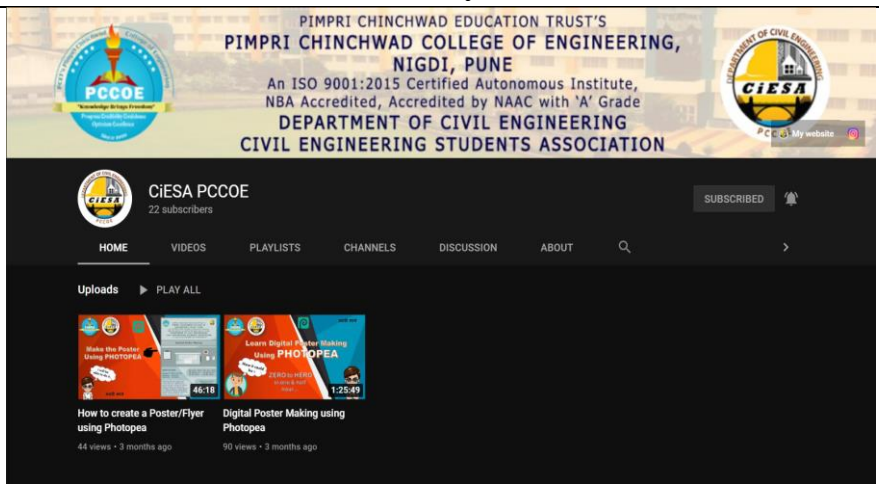 PIMPRI CHINCHWAD EDUCATION TRUST'S
PIMPRI CHINCHWAD COLLEGE OF ENGINEERING,
NIGDI, PUNE
An ISO 9001:2015 Certified Autonomous Institute,
NBA Accredited, Accredited by NAAC with 'A' Grade
DEPARTMENT OF CIVIL ENGINEERING
CIVIL ENGINEERING STUDENTS ASSOCIATION
PCCOE
"Knowledge Brings Freedom"
DEPARTMENT OF CIVIL ENGINEERING
CiESA
My website
CiESA PCCOE
22 subscribers
SUBSCRIBED
HOME VIDEOS PLAYLISTS CHANNELS DISCUSSION ABOUT
Uploads PLAY ALL
Make the Poster
Using PHOTOPEA
46:18
Learn Digital Poster Making
Using PHOTOPEA
ZERO to HERO
1:25:49
How to create a Poster/Flyer
using Photopea
44 views • 3 months ago
Digital Poster Making using
Photopea
90 views • 3 months ago